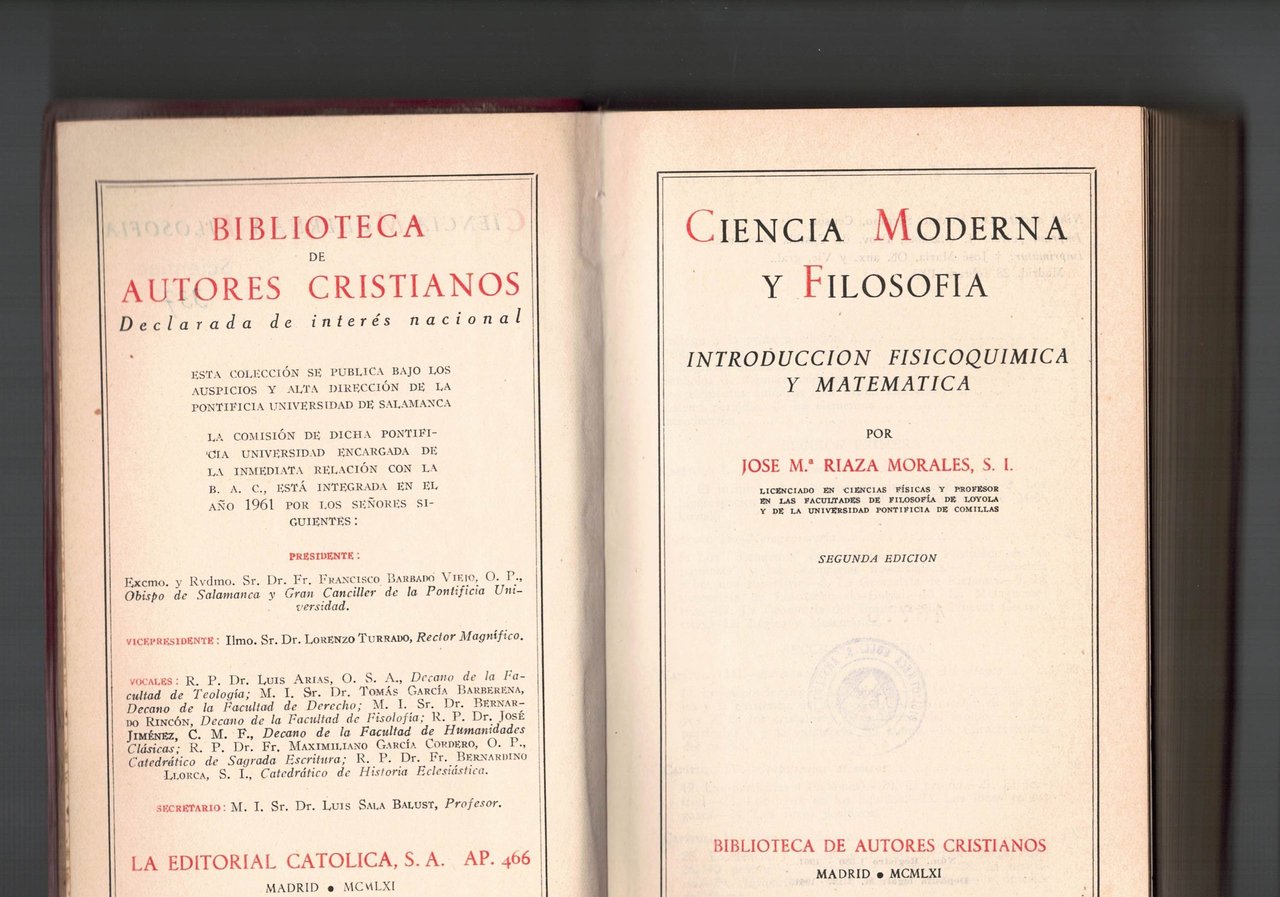 BIBLIOTECA
DE
AUTORES CRISTIANOS
Declarada de interés nacional
ESTA COLECCIÓN SE PUBLICA BAJO LOS
AUSPICIOS Y ALTA DIRECCIÓN DE LA
PONTIFICIA UNIVERSIDAD DE SALAMANCA
LA COMISIÓN DE DICHA PONTIFI-
CIA UNIVERSIDAD ENCARGADA DE
LA INMEDIATA RELACIÓN CON LA
B. A. C., ESTÁ INTEGRADA EN EL
AÑO 1961 POR LOS SEÑORES SI-
GUIENTES:
PRESIDENTE:
Excmo. y Rvdmo. Sr. Dr. Fr. FRANCISCO BARBADO VIEJO, O. P.,
Obispo de Salamanca y Gran Canciller de la Pontificia Uni-
versidad.
VICEPRESIDENTE: Ilmo. Sr. Dr. LORENZO TURRADO, Rector Magnífico.
VOCALES: R. P. Dr. LUIS ARIAS, O. S. A., Decano de la Fa-
cultad de Teología; M. I. Sr. Dr. TOMÁS GARCÍA BARBERENA,
Decano de la Facultad de Derecho; M. I. Sr. Dr. BERNAR-
DO RINCÓN, Decano de la Facultad de Fisolofía; R. P. Dr. JOSÉ
JIMÉNEZ, C. M. F., Decano de la Facultad de Humanidades
Clásicas; R. P. Dr. Fr. MAXIMILIANO GARCÍA CORDERO, O. P.,
Catedrático de Sagrada Escritura; R. P. Dr. Fr. BERNARDINO
LLORCA, S. I., Catedrático de Historia Eclesiástica.
SECRETARIO: M. I. Sr. Dr. LUIS SALA BALUST, Profesor.
LA EDITORIAL CATOLICA, S. A. AP. 466
MADRID • MCMLXI
CIENCIA MODERNA
Y FILOSOFIA
INTRODUCCION FISICOQUIMICA
Y MATEMATICA
POR
JOSE M.ª RIAZA MORALES, S. I.
LICENCIADO EN CIENCIAS FÍSICAS Y PROFESOR
EN LAS FACULTADES DE FILOSOFÍA DE LOYOLA
Y DE LA UNIVERSIDAD PONTIFICIA DE COMILLAS
SEGUNDA EDICION
BIBLIOTECA DE AUTORES CRISTIANOS
MADRID • MCMLXI